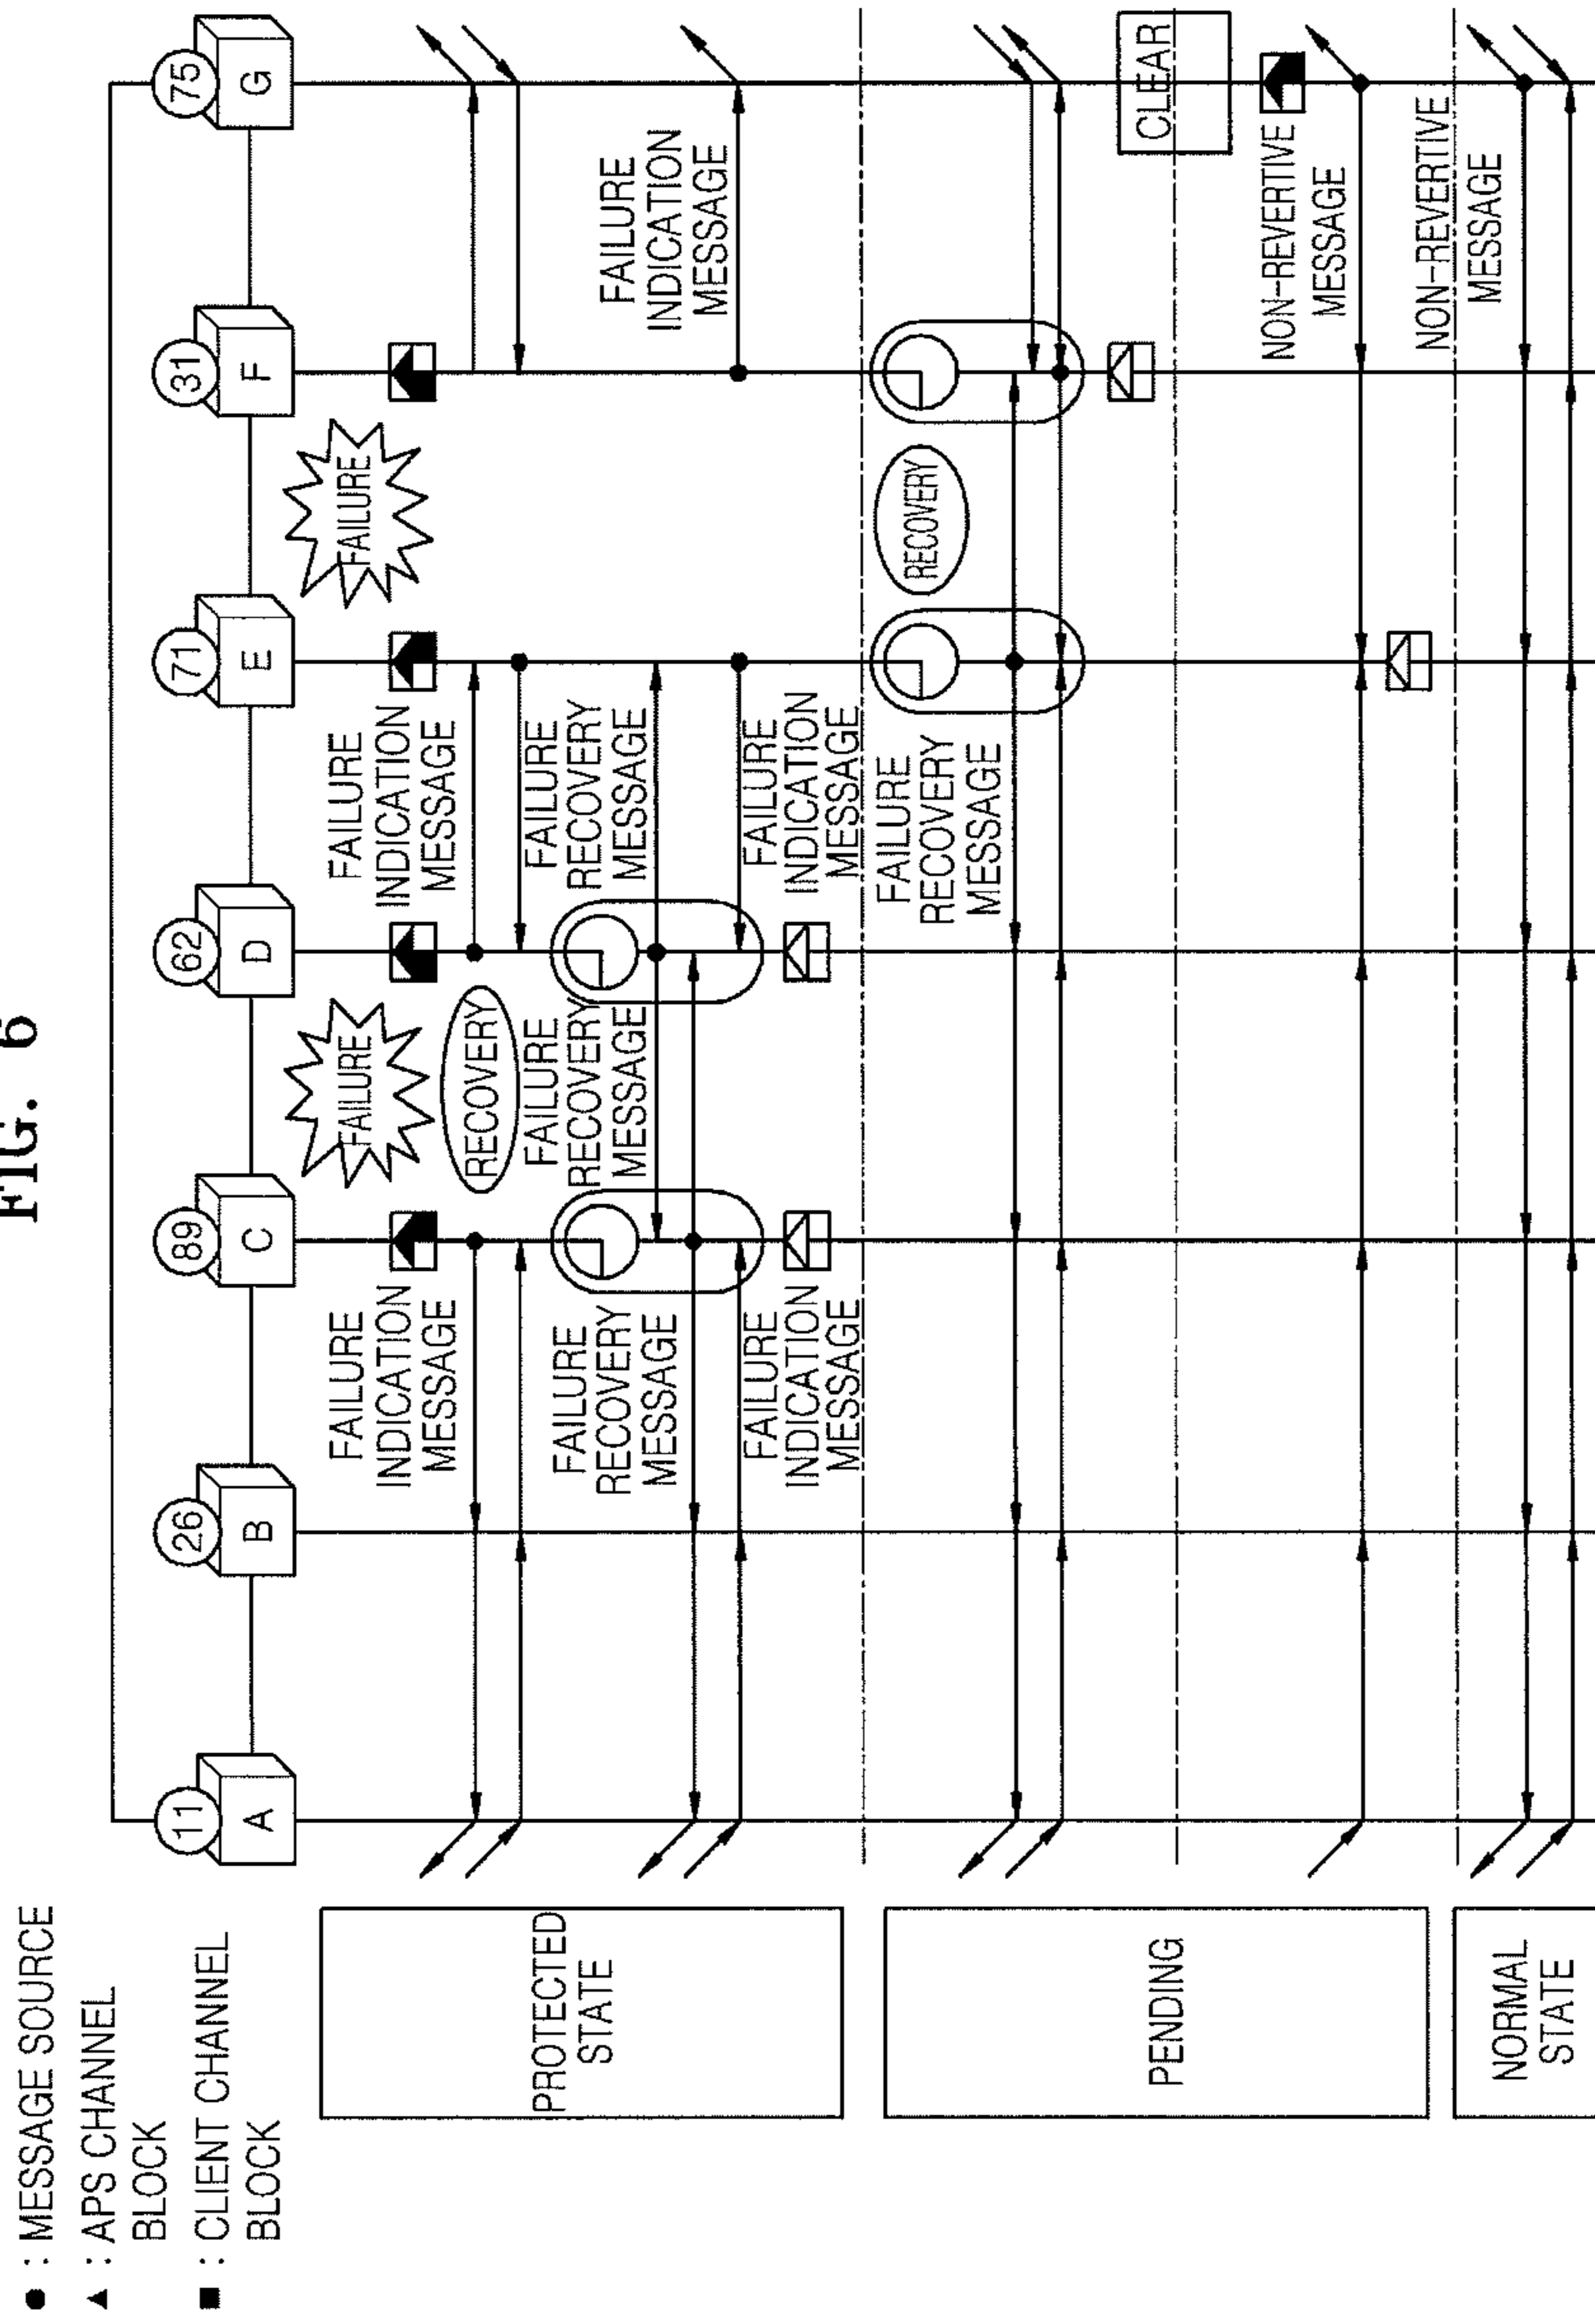 FIG. 6
● : MESSAGE SOURCE
▲ : APS CHANNEL
BLOCK
■ : CLIENT CHANNEL
BLOCK
11
26
89
62
71
31
75
A
B
C
D
E
F
G
PROTECTED
STATE
FAILURE
FAILURE
FAILURE
INDICATION
MESSAGE
FAILURE
INDICATION
MESSAGE
RECOVERY
FAILURE
RECOVERY
MESSAGE
FAILURE
RECOVERY
MESSAGE
FAILURE
RECOVERY
MESSAGE
FAILURE
INDICATION
MESSAGE
FAILURE
INDICATION
MESSAGE
FAILURE
INDICATION
MESSAGE
PENDING
FAILURE
RECOVERY
MESSAGE
RECOVERY
CLEAR
NON-REVERTIVE
MESSAGE
NORMAL
STATE
NON-REVERTIVE
MESSAGE